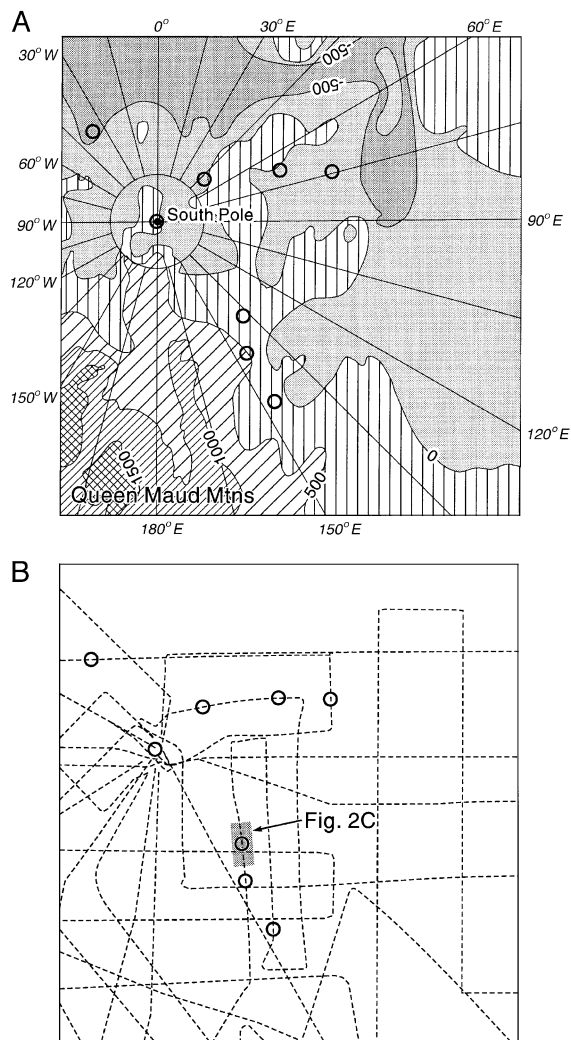 A
0° 30° E 60° E
30° W
-500
-500
60° W
South Pole
90° W 90° E
120° W
150° W
120° E
0
1000
1500
500
Queen Maud Mtns
180° E 150° E
B
Fig. 2C